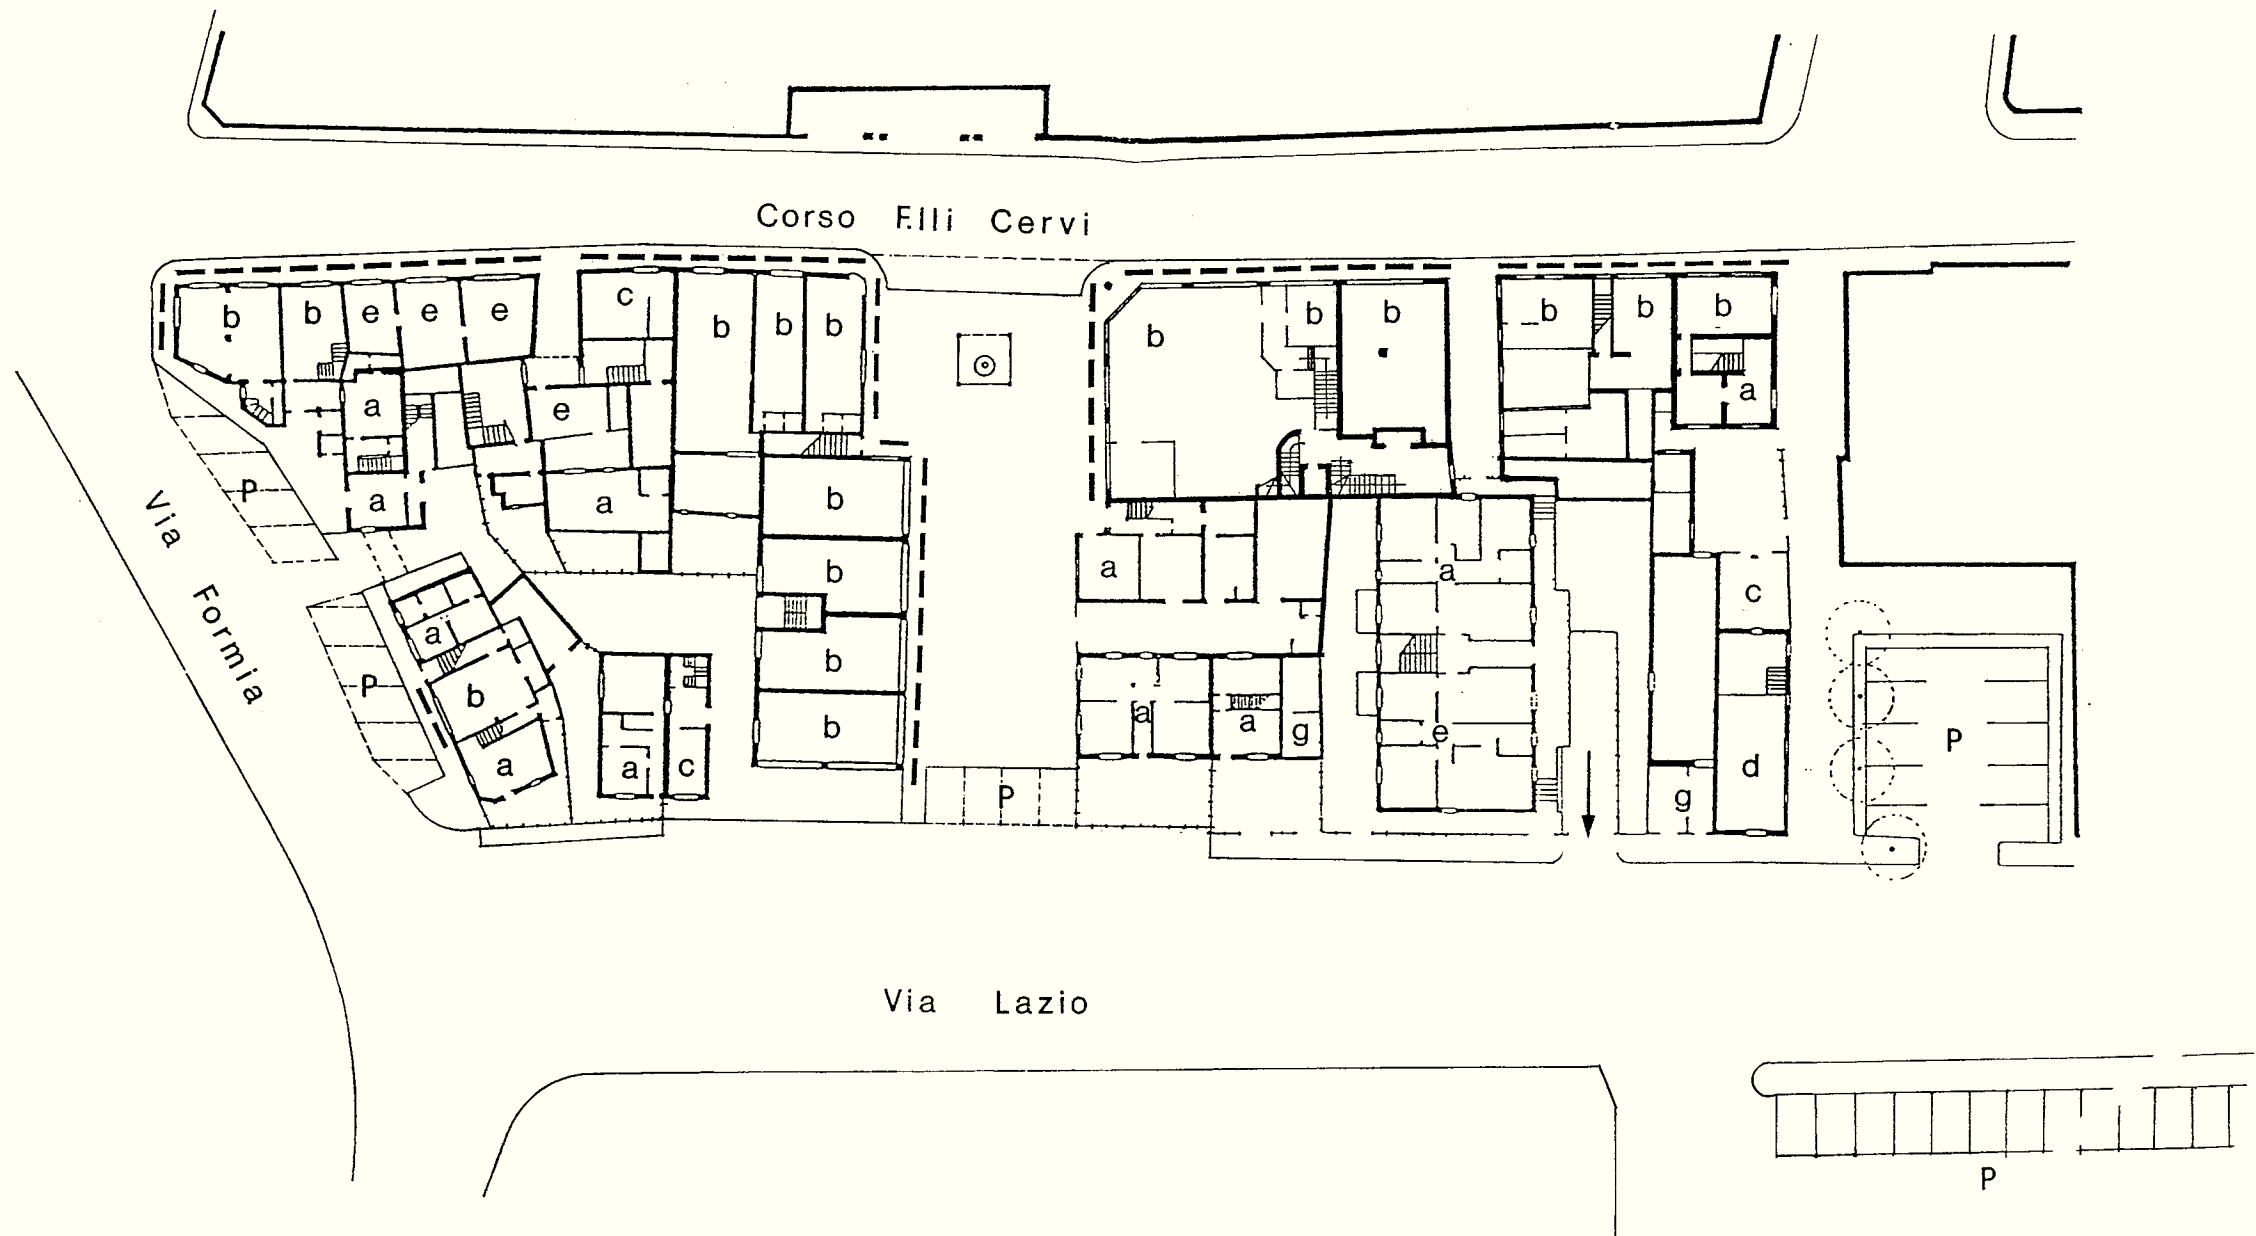 Corso F.lli Cervi
b b e e e c b b b b b b b b b
a e a
P a a b
a b a a
Via Formia
a b c
P b b a a g e d P
a a c b P g
Via Lazio
P